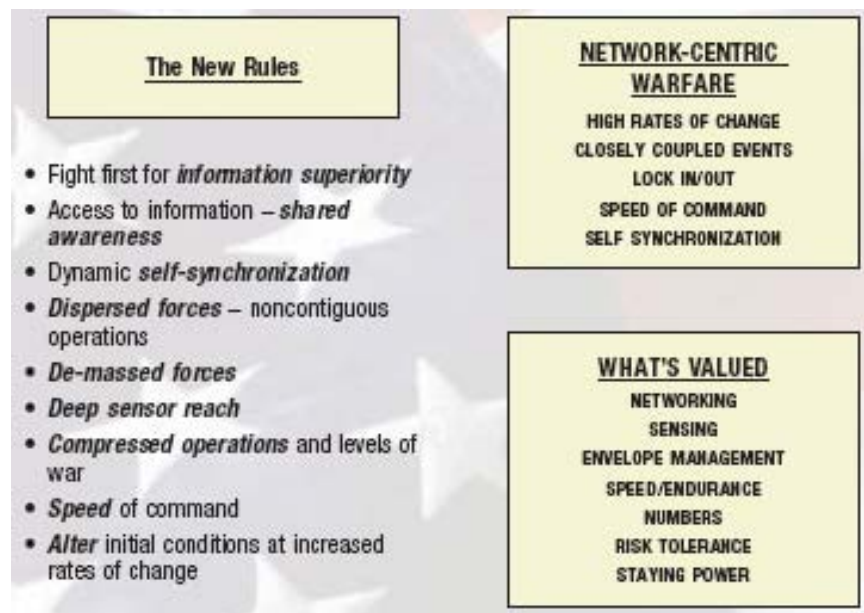 The New Rules
• Fight first for information superiority
• Access to information – shared
awareness
• Dynamic self-synchronization
• Dispersed forces – noncontiguous
operations
• De-massed forces
• Deep sensor reach
• Compressed operations and levels of
war
• Speed of command
• Alter initial conditions at increased
rates of change
NETWORK-CENTRIC
WARFARE
HIGH RATES OF CHANGE
CLOSELY COUPLED EVENTS
LOCK IN/OUT
SPEED OF COMMAND
SELF SYNCHRONIZATION
WHAT'S VALUED
NETWORKING
SENSING
ENVELOPE MANAGEMENT
SPEED/ENDURANCE
NUMBERS
RISK TOLERANCE
STAYING POWER